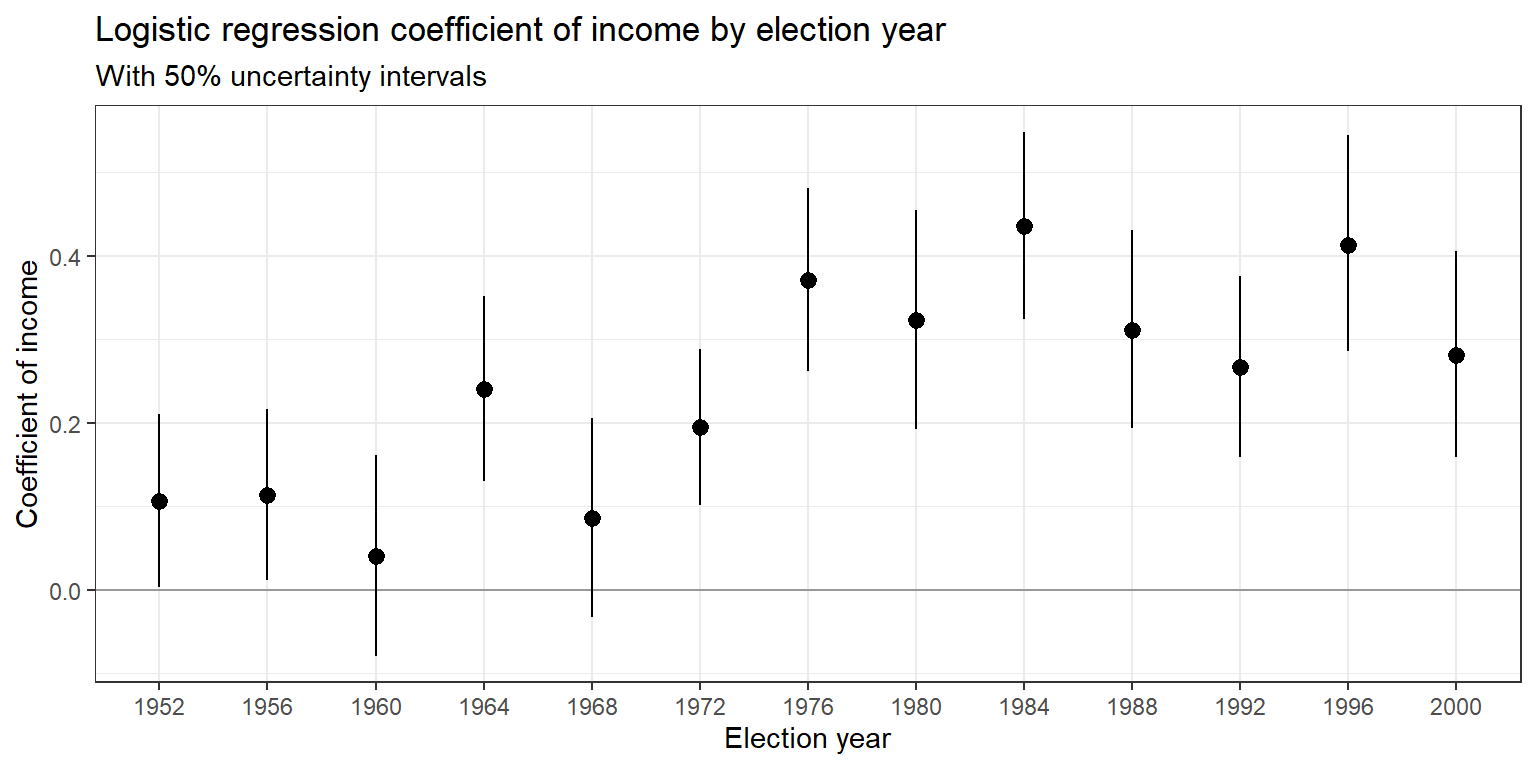 Logistic regression coefficient of income by election year
With 50% uncertainty intervals
Coefficient of income
0.4
0.2
0.0
1952 1956 1960 1964 1968 1972 1976 1980 1984 1988 1992 1996 2000
Election year